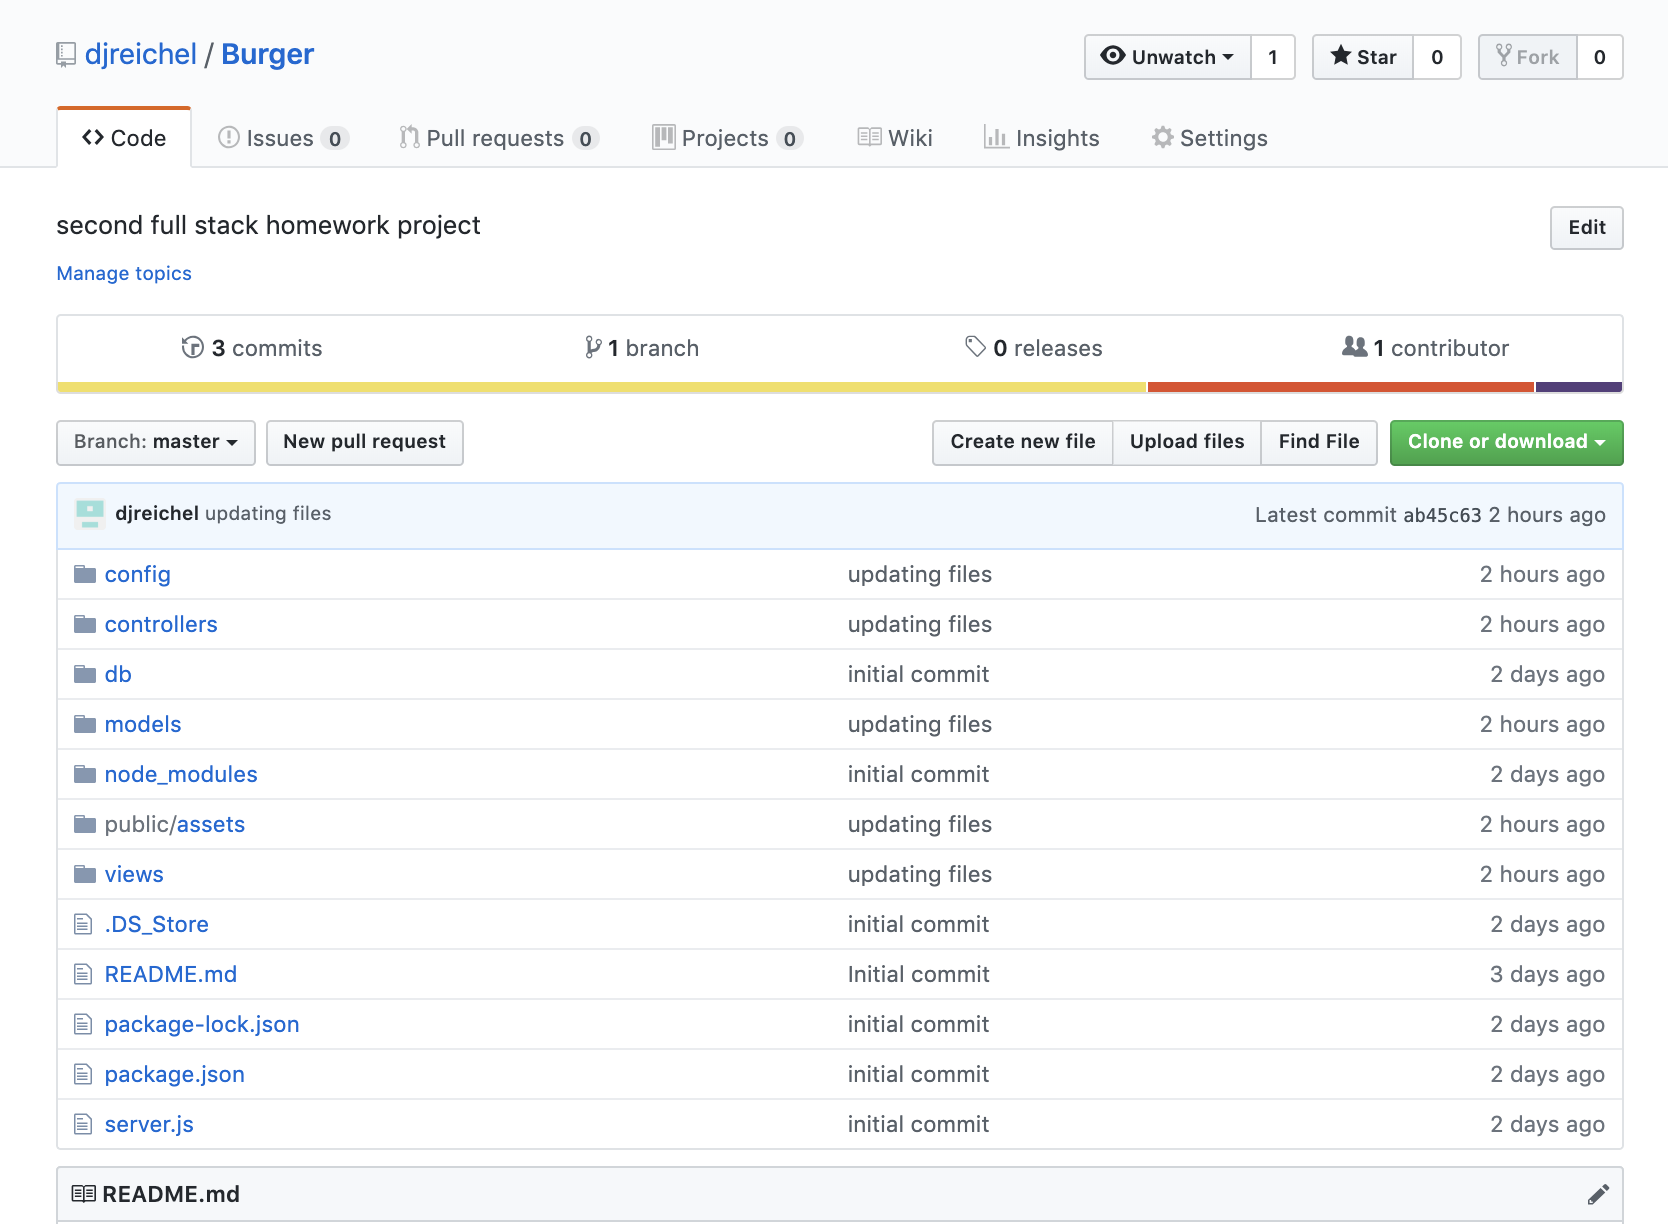 djreichel / Burger
Unwatch 1 Star 0 Fork 0
Code Issues 0 Pull requests 0 Projects 0 Wiki Insights Settings
second full stack homework project
Edit
Manage topics
3 commits 1 branch 0 releases 1 contributor
Branch: master New pull request Create new file Upload files Find File Clone or download
djreichel updating files Latest commit ab45c63 2 hours ago
config updating files 2 hours ago
controllers updating files 2 hours ago
db initial commit 2 days ago
models updating files 2 hours ago
node_modules initial commit 2 days ago
public/assets updating files 2 hours ago
views updating files 2 hours ago
.DS_Store initial commit 2 days ago
README.md Initial commit 3 days ago
package-lock.json initial commit 2 days ago
package.json initial commit 2 days ago
server.js initial commit 2 days ago
README.md